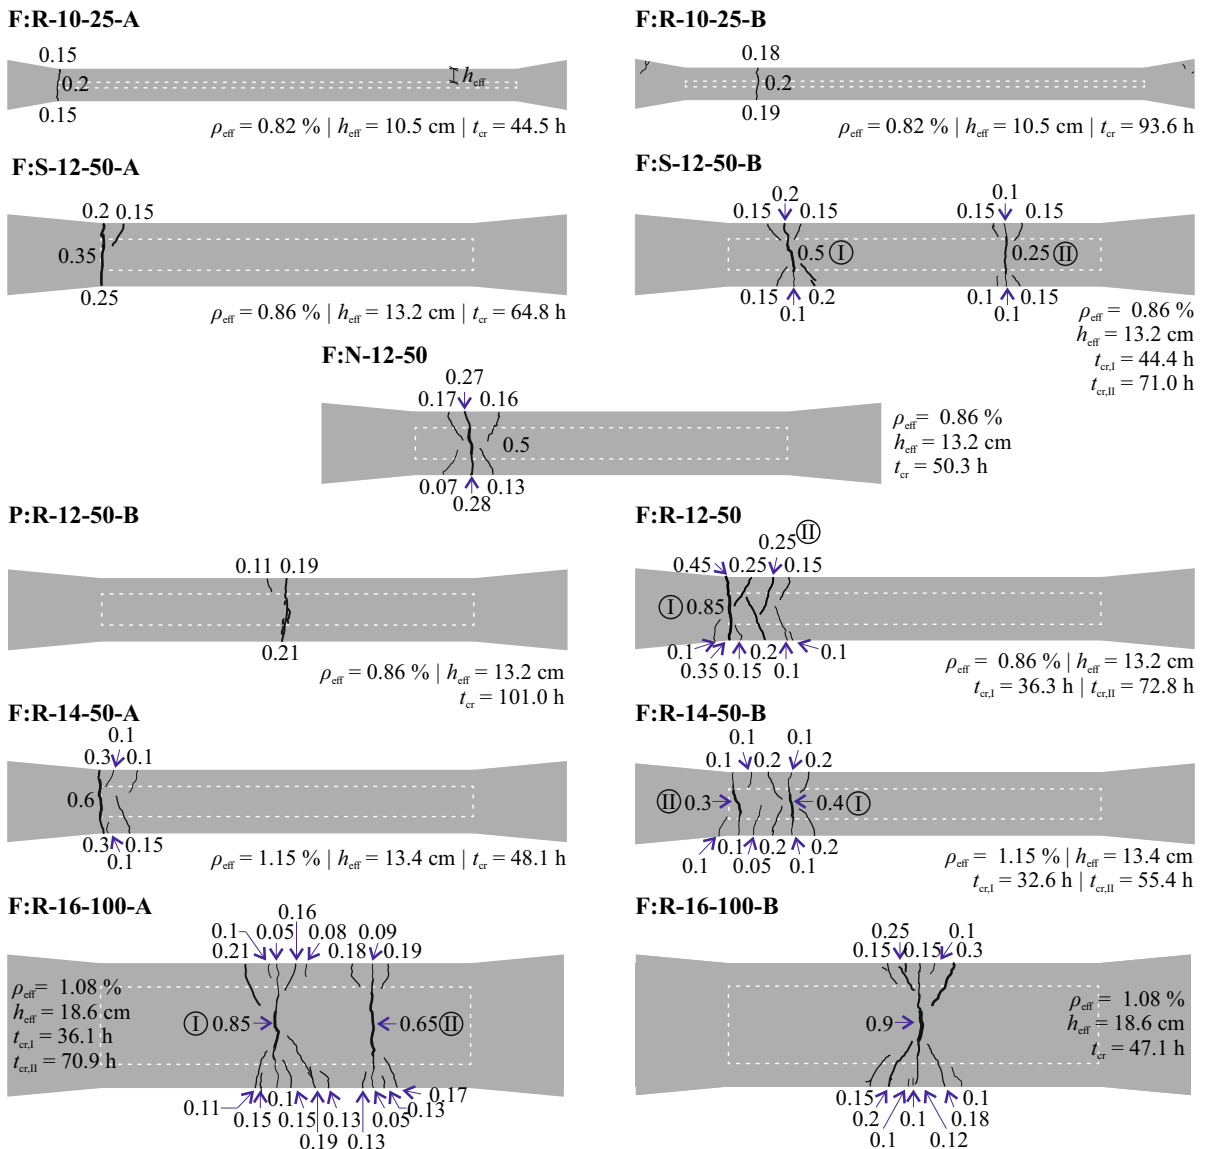 F:R-10-25-A
0.15
0.2
h_eff
0.15
ρ_eff = 0.82 % | h_eff = 10.5 cm | t_cr = 44.5 h
F:R-10-25-B
0.18
0.2
0.19
ρ_eff = 0.82 % | h_eff = 10.5 cm | t_cr = 93.6 h
F:S-12-50-A
0.2 0.15
0.35
0.25
ρ_eff = 0.86 % | h_eff = 13.2 cm | t_cr = 64.8 h
F:S-12-50-B
0.2
0.1
0.15 0.15
0.15 0.15
0.5 Ⓘ
0.25 Ⅱ
0.15 0.2
0.1 0.15
0.1
0.1
ρ_eff = 0.86 %
h_eff = 13.2 cm
t_cr,I = 44.4 h
t_cr,II = 71.0 h
F:N-12-50
0.27
0.17 0.16
0.5
0.07 0.13
0.28
ρ_eff = 0.86 %
h_eff = 13.2 cm
t_cr = 50.3 h
P:R-12-50-B
0.11 0.19
0.21
ρ_eff = 0.86 % | h_eff = 13.2 cm
t_cr = 101.0 h
F:R-12-50
0.25 Ⅱ
0.45 0.25 0.15
Ⓘ 0.85
0.1 0.2 0.1
0.35 0.15 0.1
ρ_eff = 0.86 % | h_eff = 13.2 cm
t_cr,I = 36.3 h | t_cr,II = 72.8 h
F:R-14-50-A
0.1
0.3 0.1
0.6
0.3 0.15
0.1
ρ_eff = 1.15 % | h_eff = 13.4 cm | t_cr = 48.1 h
F:R-14-50-B
0.1 0.1
0.1 0.2 0.2
Ⅱ 0.3
0.4 Ⓘ
0.1 0.2 0.2
0.1 0.05 0.1
ρ_eff = 1.15 % | h_eff = 13.4 cm
t_cr,I = 32.6 h | t_cr,II = 55.4 h
F:R-16-100-A
0.16
0.1 0.05 0.08 0.09
0.21 0.18 0.19
ρ_eff = 1.08 %
h_eff = 18.6 cm
t_cr,I = 36.1 h
t_cr,II = 70.9 h
Ⓘ 0.85
0.65 Ⅱ
0.17
0.11 0.1 0.13
0.15 0.15 0.13 0.05
0.19 0.13
F:R-16-100-B
0.25 0.1
0.15 0.15 0.3
0.9
ρ_eff = 1.08 %
h_eff = 18.6 cm
t_cr = 47.1 h
0.15 0.1
0.2 0.1 0.18
0.1 0.12